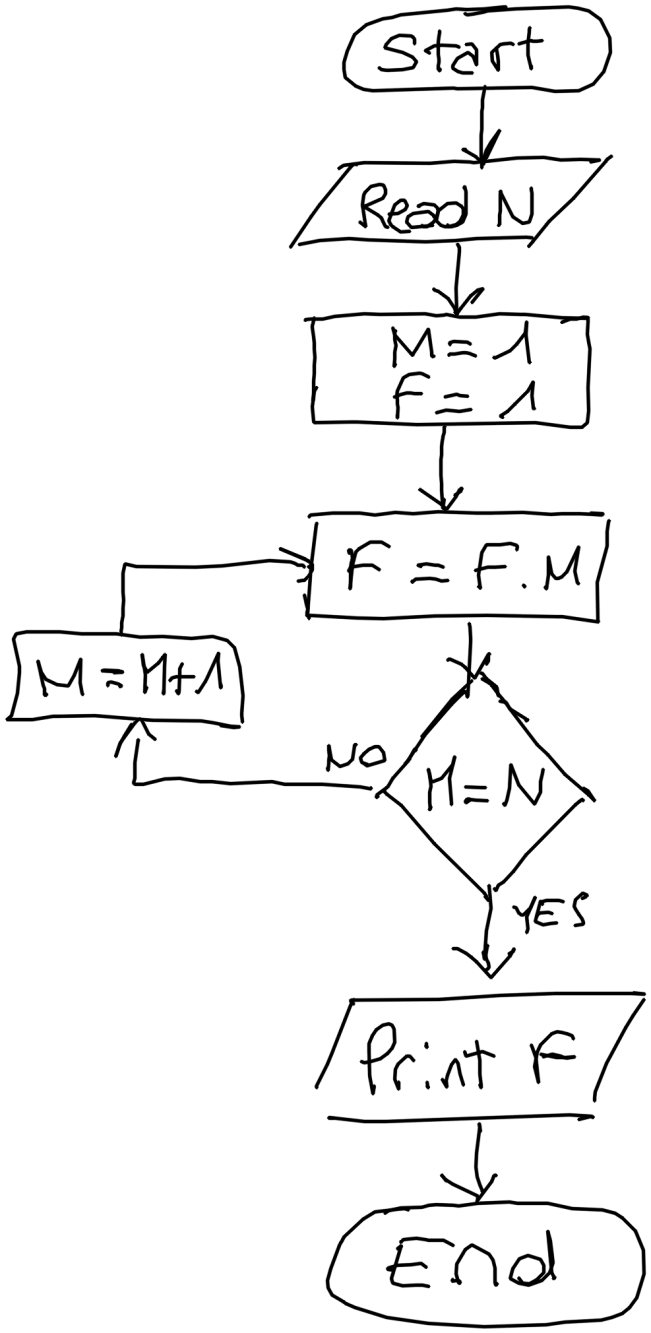 Start
Read N
M = 1
F = 1
F = F . M
M = M+1
NO
M = N
YES
Print F
End